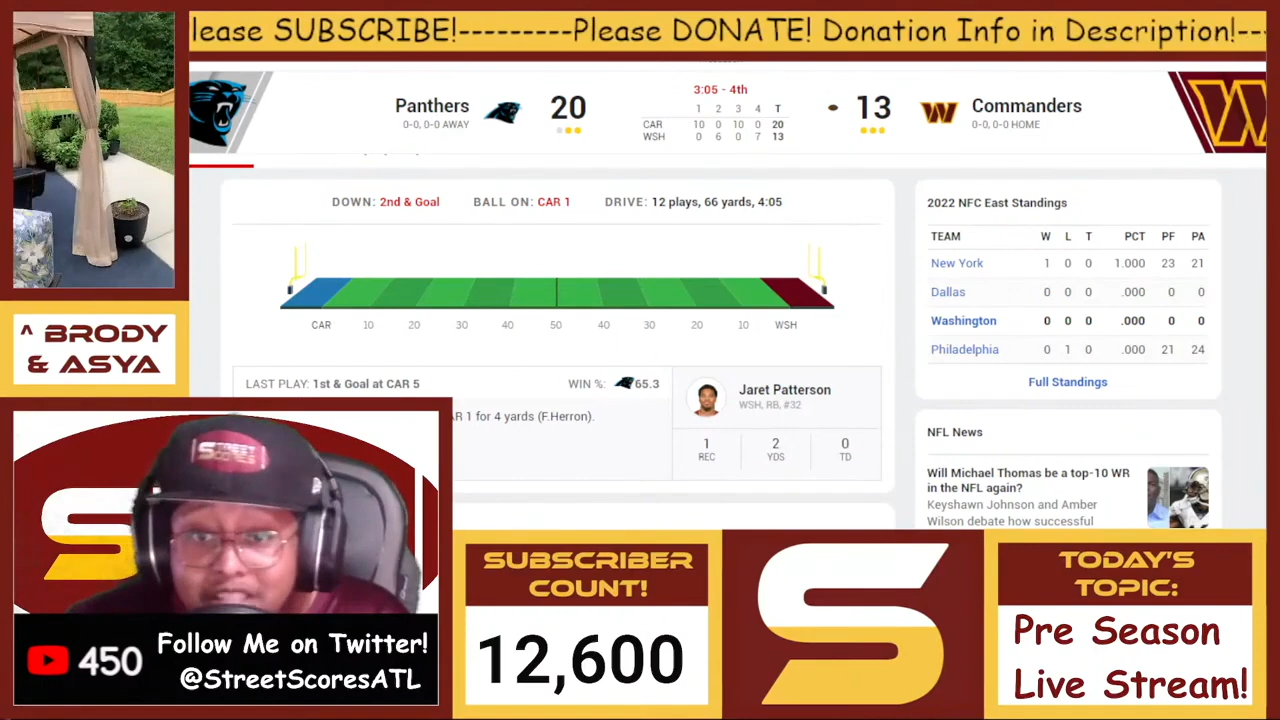 lease SUBSCRIBE!---------Please DONATE! Donation Info in Description!--
Panthers
0-0, 0-0 AWAY
20
3:05 - 4th
1 2 3 4 T
CAR 10 0 10 0 20
WSH 0 6 0 7 13
13
Commanders
0-0, 0-0 HOME
DOWN: 2nd & Goal BALL ON: CAR 1 DRIVE: 12 plays, 66 yards, 4:05
CAR 10 20 30 40 50 40 30 20 10 WSH
LAST PLAY: 1st & Goal at CAR 5 WIN %: 65.3
AR 1 for 4 yards (F.Herron).
Jaret Patterson
WSH, RB, #32
1 2 0
REC YDS TD
2022 NFC East Standings
TEAM W L T PCT PF PA
New York 1 0 0 1.000 23 21
Dallas 0 0 0 .000 0 0
Washington 0 0 0 .000 0 0
Philadelphia 0 1 0 .000 21 24
Full Standings
NFL News
Will Michael Thomas be a top-10 WR
in the NFL again?
Keyshawn Johnson and Amber
Wilson debate how successful
^ BRODY
& ASYA
STREET
SCORES
450
Follow Me on Twitter!
@StreetScoresATL
SUBSCRIBER
COUNT!
12,600
S
TODAY'S
TOPIC:
Pre Season
Live Stream!